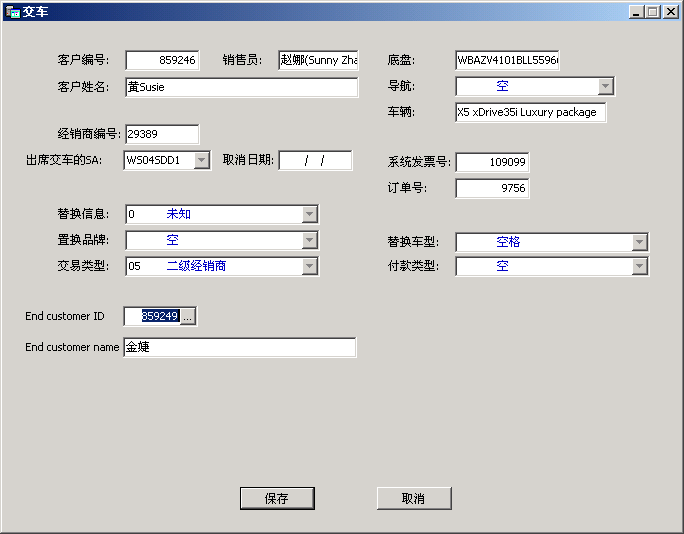 交车
客户编号: 859246 销售员: 赵娜(Sunny Zha 底盘: WBAZV4101BLL5596
客户姓名: 黄Susie 导航: 空
车辆: X5 xDrive35i Luxury package
经销商编号: 29389
出席交车的SA: WS04SDD1 取消日期: / / 系统发票号: 109099
订单号: 9756
替换信息: 0 未知
置换品牌: 空 替换车型: 空格
交易类型: 05 二级经销商 付款类型: 空
End customer ID 859249 ...
End customer name 金婕
保存 取消